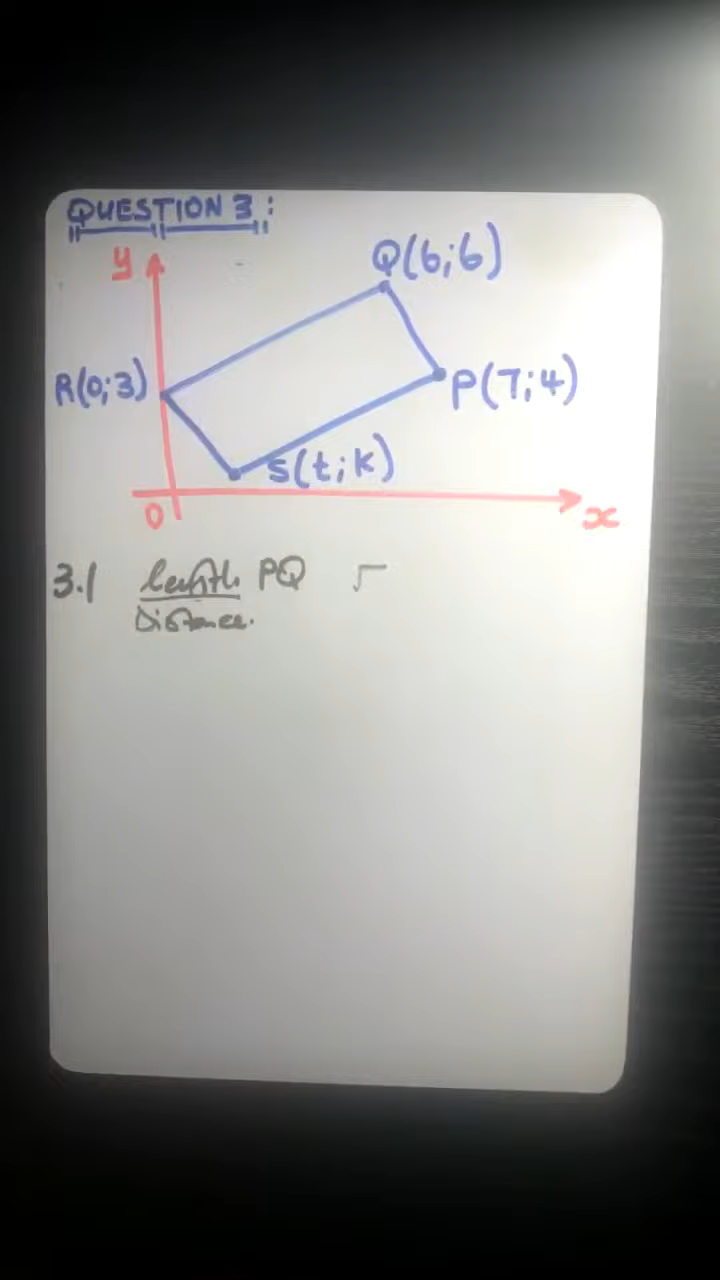 QUESTION 3 :
y
Q(6;6)
R(0;3)
P(7;4)
S(t;k)
0
x
3.1 length PQ √
Distance.